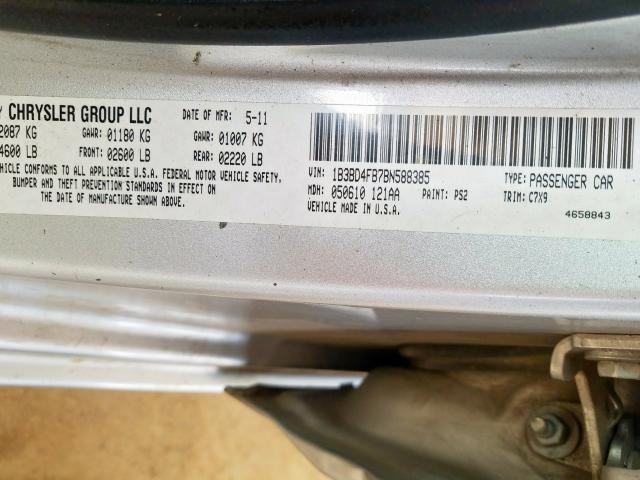 CHRYSLER GROUP LLC DATE OF MFR: 5-11
2087 KG GAWR: 01180 KG GAWR: 01007 KG
4600 LB FRONT: 02600 LB REAR: 02220 LB
VEHICLE CONFORMS TO ALL APPLICABLE U.S.A. FEDERAL MOTOR VEHICLE SAFETY,
BUMPER AND THEFT PREVENTION STANDARDS IN EFFECT ON
THE DATE OF MANUFACTURE SHOWN ABOVE.
VIN: 1B3BD4FB7BN588385 TYPE: PASSENGER CAR
MDH: 050610 121AA PAINT: PS2 TRIM: C7X9
VEHICLE MADE IN U.S.A. 4658843